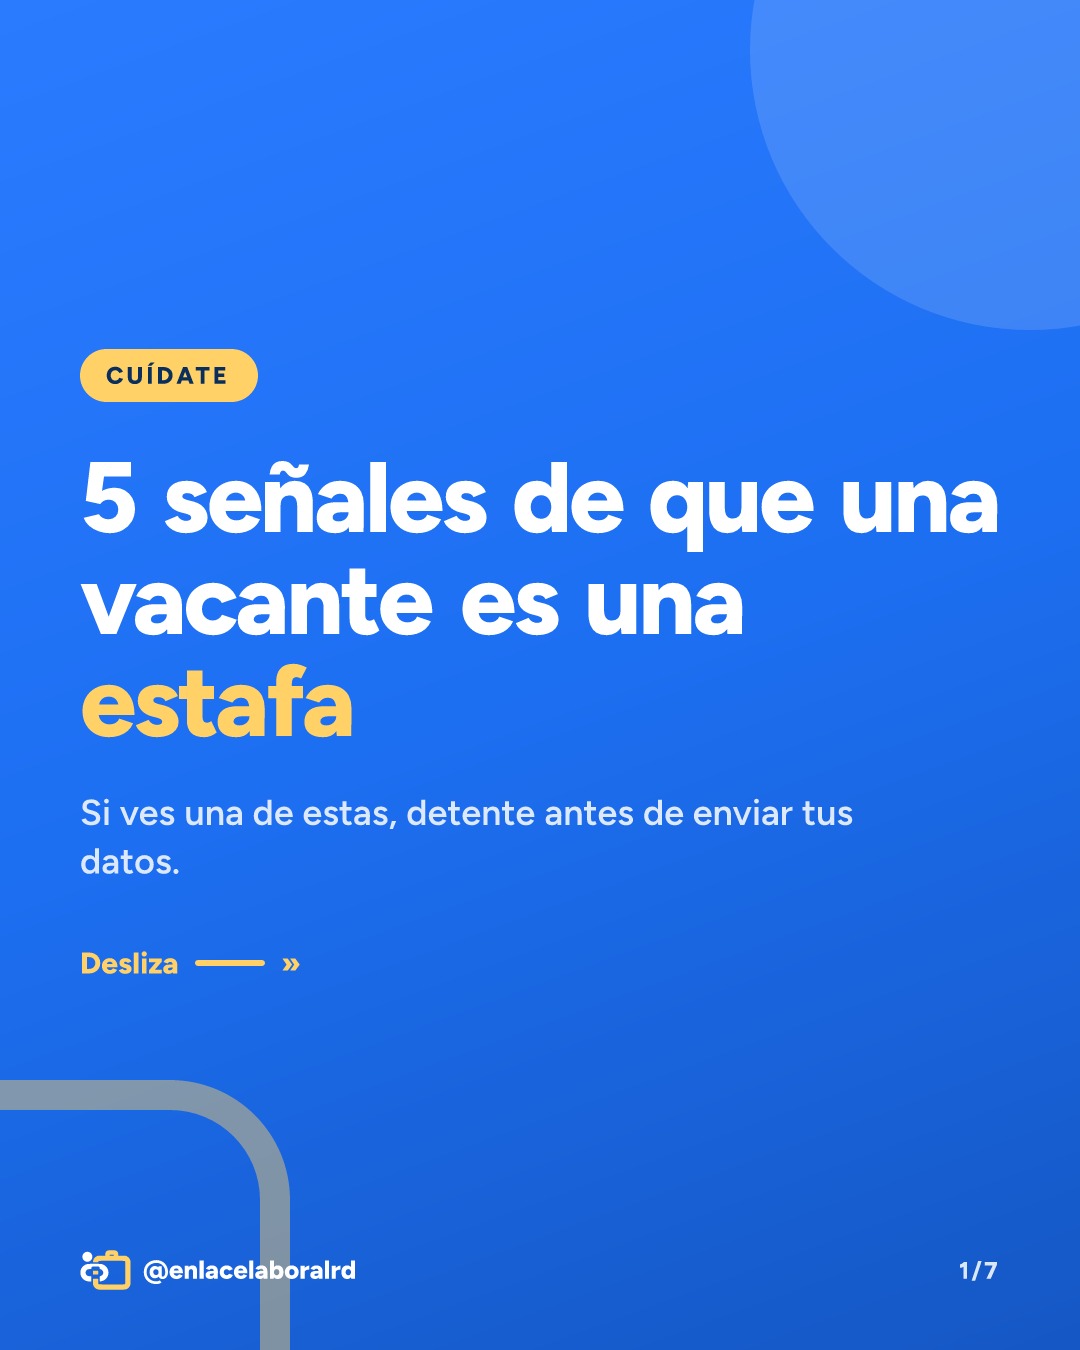 CUÍDATE
5 señales de que una
vacante es una
estafa
Si ves una de estas, detente antes de enviar tus
datos.
Desliza »
@enlacelaboralrd
1/7